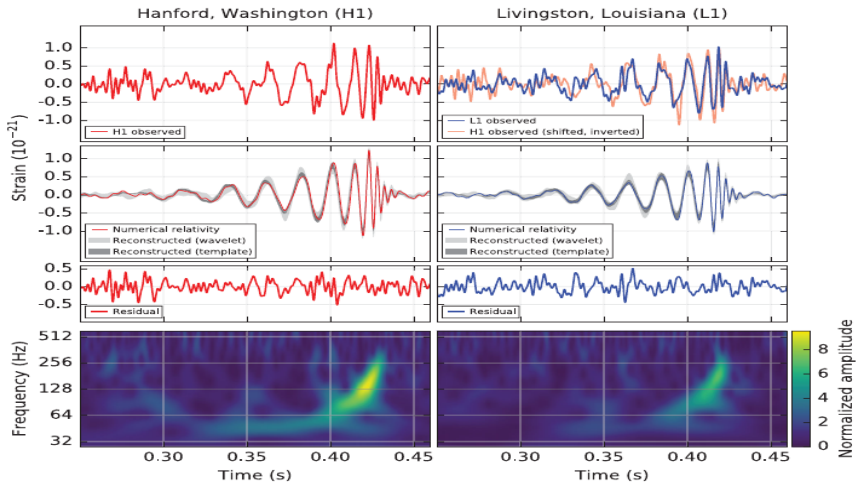 Hanford, Washington (H1)
Livingston, Louisiana (L1)
Strain (10⁻²¹)
1.0
0.5
0.0
-0.5
-1.0
H1 observed
L1 observed
H1 observed (shifted, inverted)
1.0
0.5
0.0
-0.5
-1.0
Numerical relativity
Reconstructed (wavelet)
Reconstructed (template)
Numerical relativity
Reconstructed (wavelet)
Reconstructed (template)
0.5
0.0
-0.5
Residual
Residual
Frequency (Hz)
512
256
128
64
32
Normalized amplitude
8
6
4
2
0
0.30
0.35
0.40
0.45
0.30
0.35
0.40
0.45
Time (s)
Time (s)